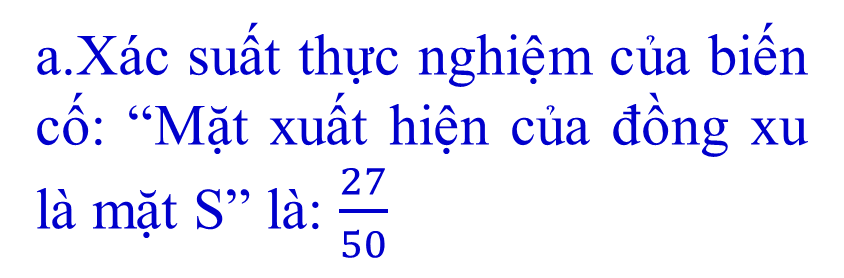 a.Xác suất thực nghiệm của biến
cố: “Mặt xuất hiện của đồng xu
là mặt S” là: 27/50